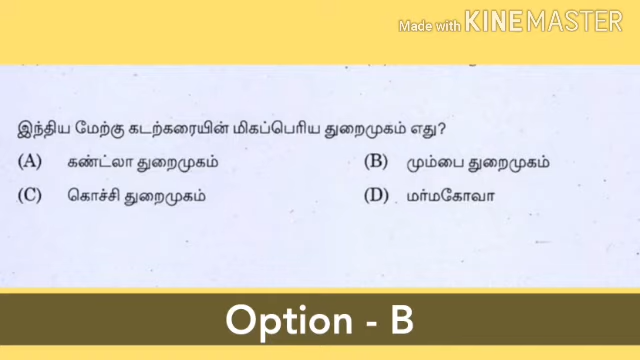 Made with KINEMASTER
இந்திய மேற்கு கடற்கரையின் மிகப்பெரிய துறைமுகம் எது?
(A) கண்ட்லா துறைமுகம் (B) மும்பை துறைமுகம்
(C) கொச்சி துறைமுகம் (D) மர்மகோவா
Option - B